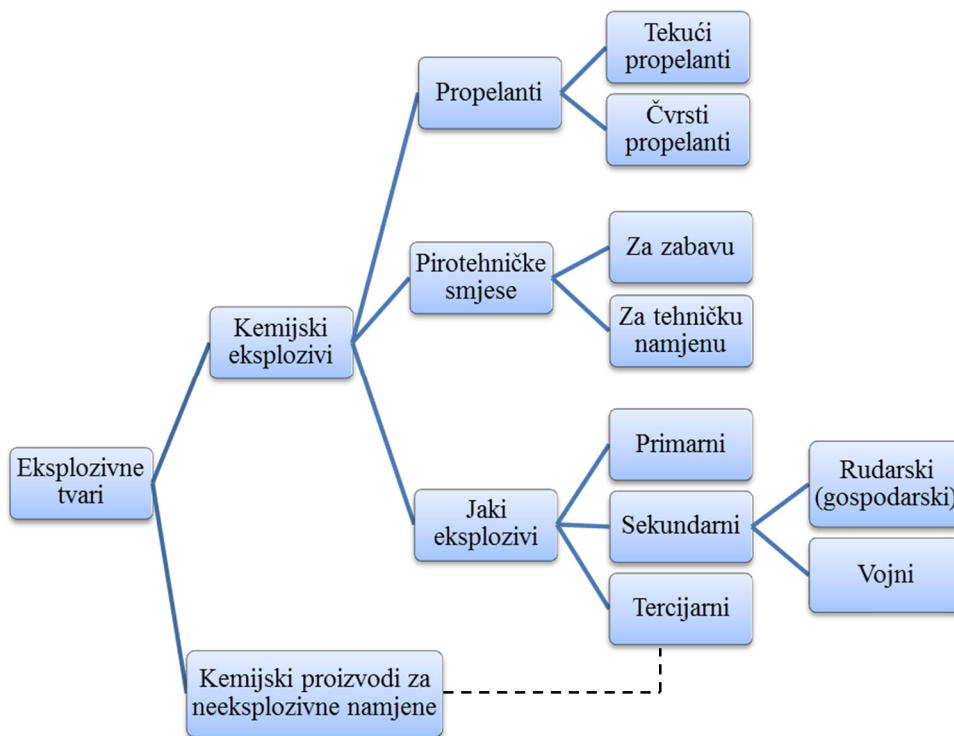 Tekući
propelanti
Propelanti
Čvrsti
propelanti
Za zabavu
Pirotehničke
smjese
Za tehničku
namjenu
Kemijski
eksplozivi
Primarni
Rudarski
(gospodarski)
Eksplozivne
tvari
Jaki
eksplozivi
Sekundarni
Vojni
Tercijarni
Kemijski proizvodi za
neeksplozivne namjene